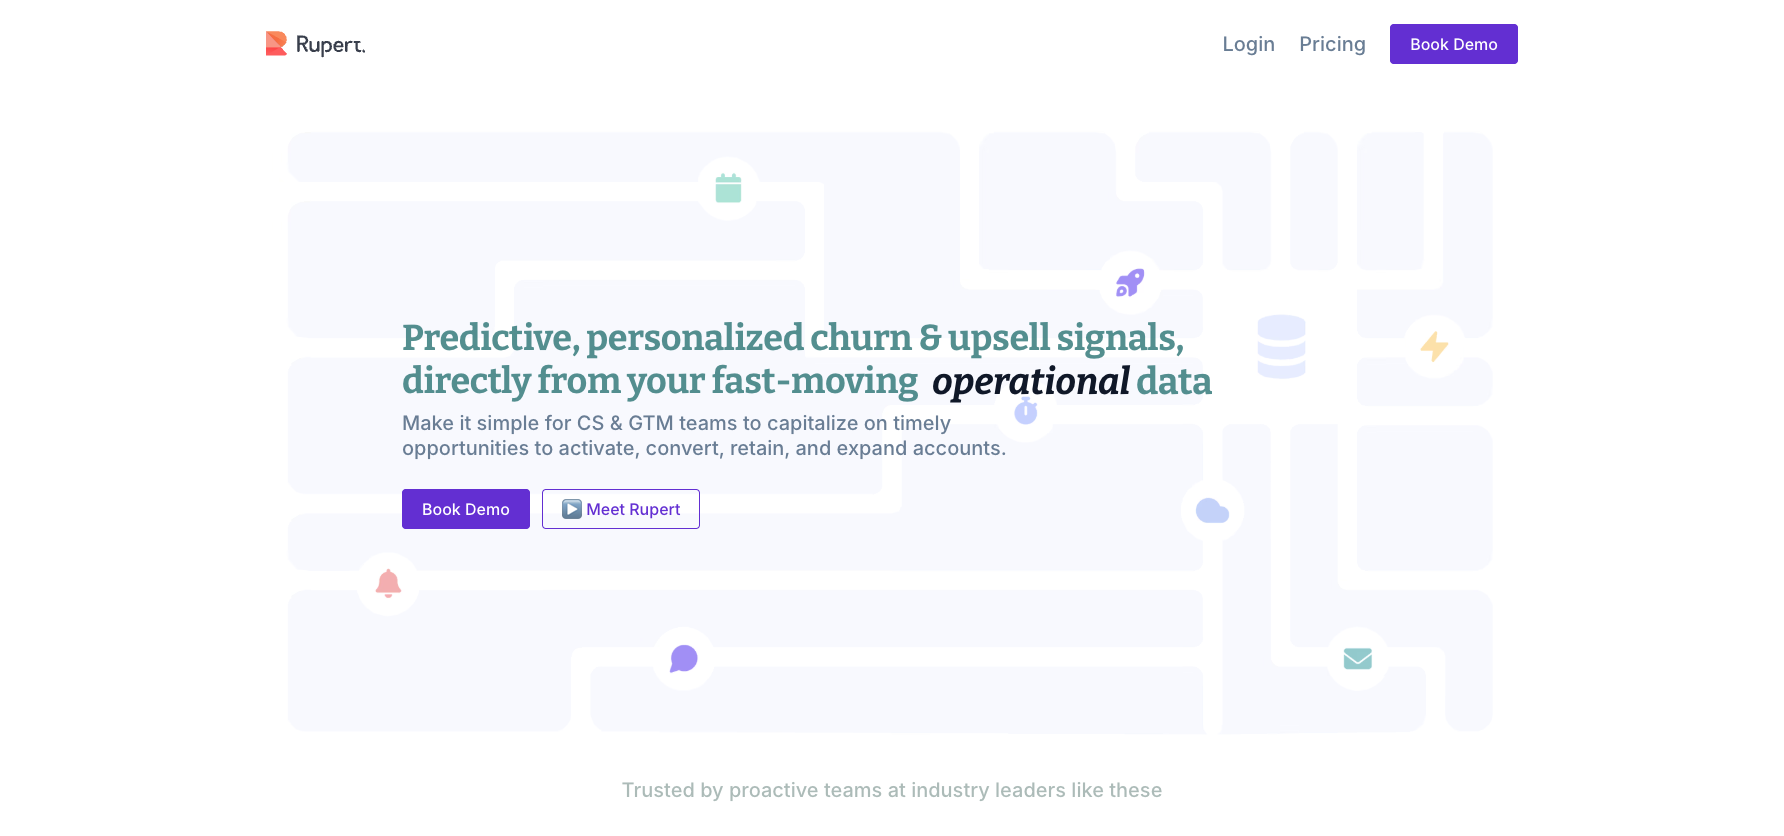 Rupert.
Login
Pricing
Book Demo
Predictive, personalized churn & upsell signals,
directly from your fast-moving operational data
Make it simple for CS & GTM teams to capitalize on timely
opportunities to activate, convert, retain, and expand accounts.
Book Demo
▶️ Meet Rupert
Trusted by proactive teams at industry leaders like these